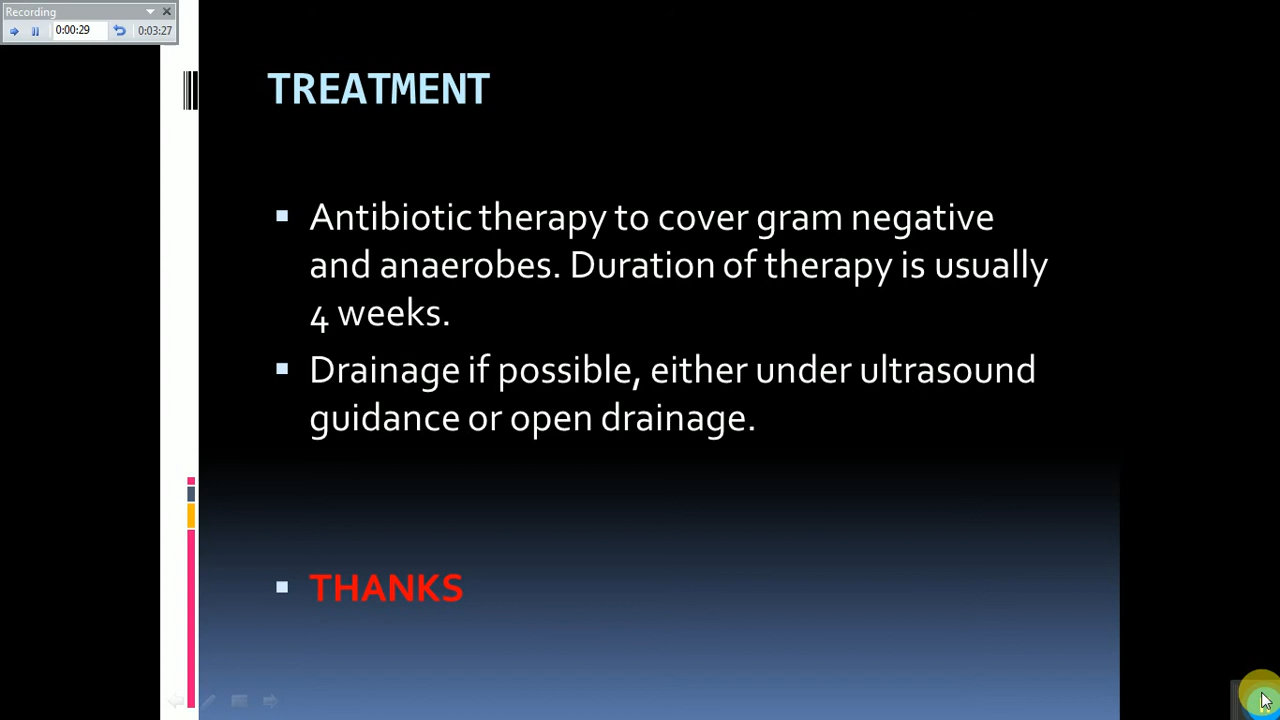 Recording
0:00:29
0:03:27
TREATMENT
Antibiotic therapy to cover gram negative
and anaerobes. Duration of therapy is usually
4 weeks.
Drainage if possible, either under ultrasound
guidance or open drainage.
THANKS